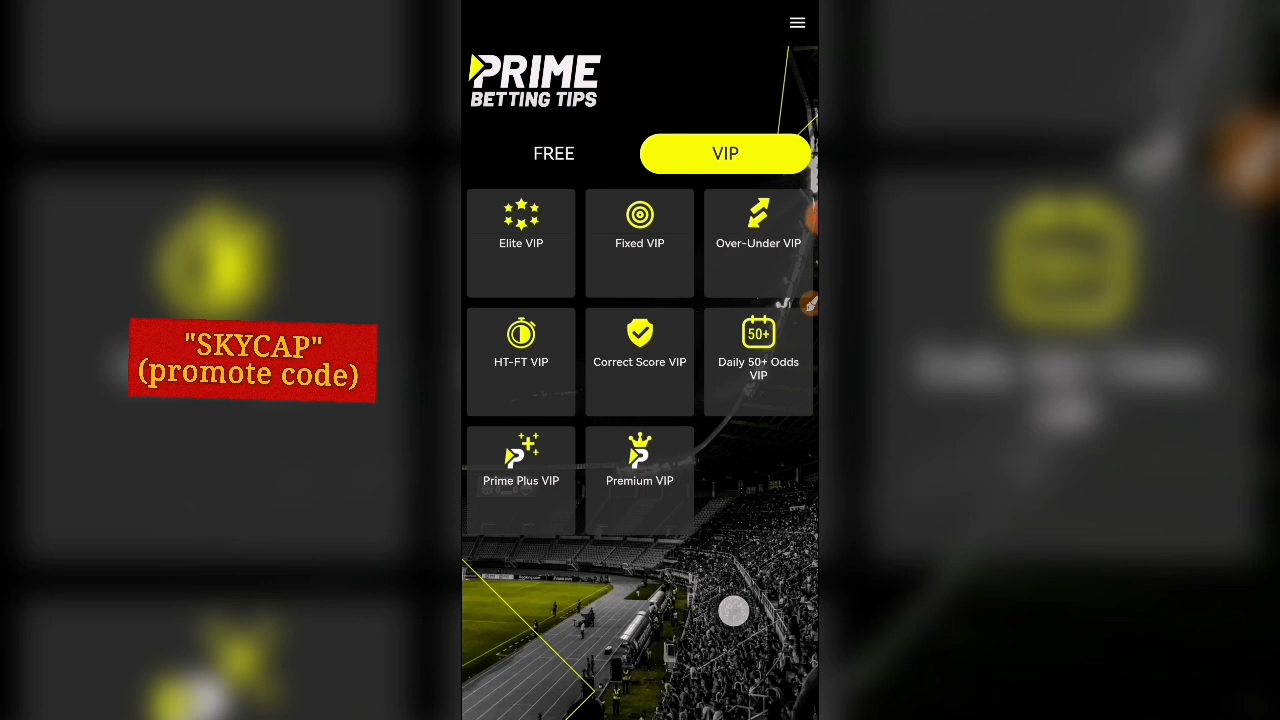 PRIME
BETTING TIPS
FREE
VIP
Elite VIP
Fixed VIP
Over-Under VIP
HT-FT VIP
Correct Score VIP
50+
Daily 50+ Odds
VIP
Prime Plus VIP
Premium VIP
"SKYCAP"
(promote code)